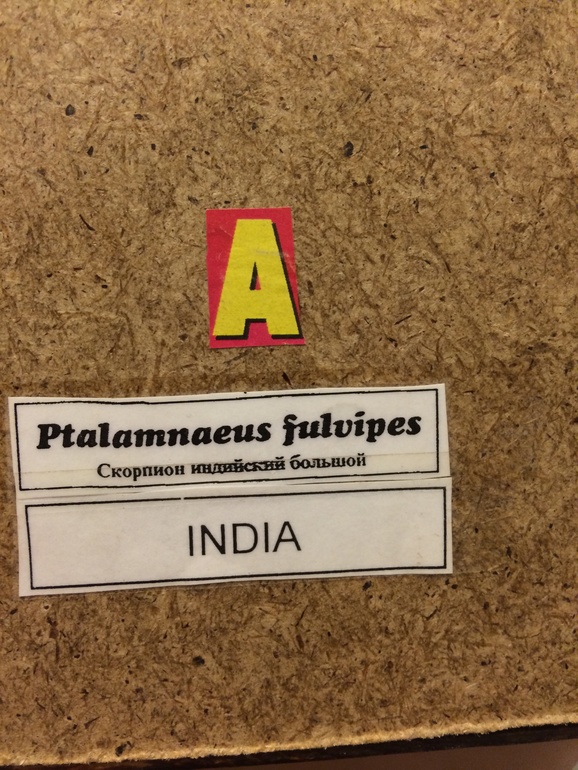 A
Ptalamnaeus fulvipes
Скорпион индийский большой
INDIA